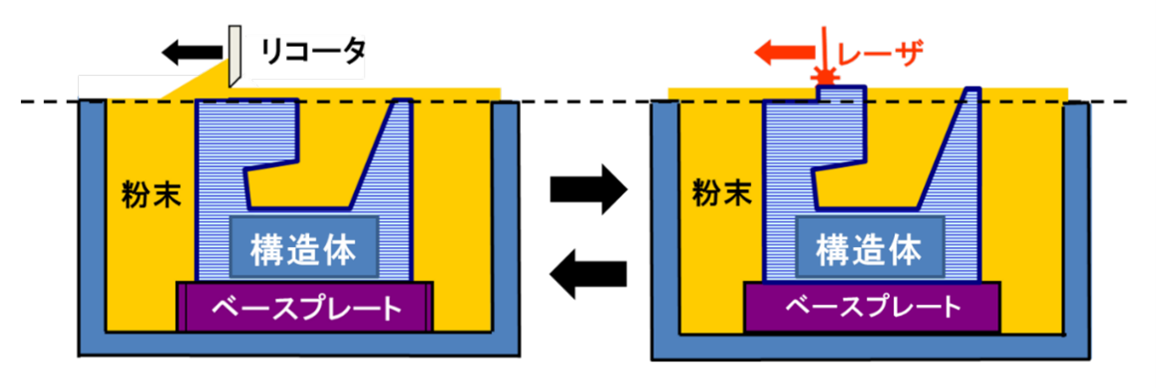 リコータ
粉末
構造体
ベースプレート
レーザ
粉末
構造体
ベースプレート